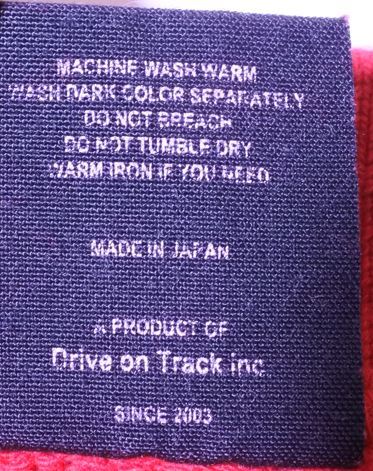 MACHINE WASH WARM
WASH DARK COLOR SEPARATELY
DO NOT BREACH
DO NOT TUMBLE DRY
WARM IRON IF YOU NEED
MADE IN JAPAN
A PRODUCT OF
Drive on Track inc
SINCE 2003